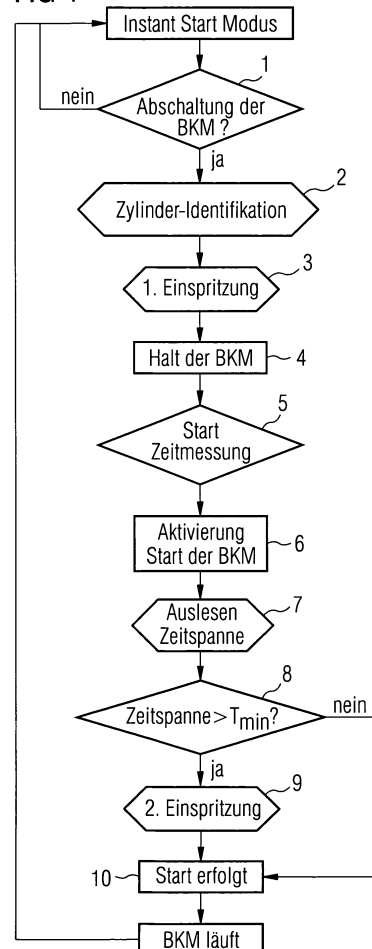 Instant Start Modus
1
nein
Abschaltung der
BKM ?
ja
2
Zylinder-Identifikation
3
1. Einspritzung
Halt der BKM
4
5
Start
Zeitmessung
Aktivierung
Start der BKM
6
7
Auslesen
Zeitspanne
8
nein
Zeitspanne > Tmin?
ja
9
2. Einspritzung
10
Start erfolgt
BKM läuft